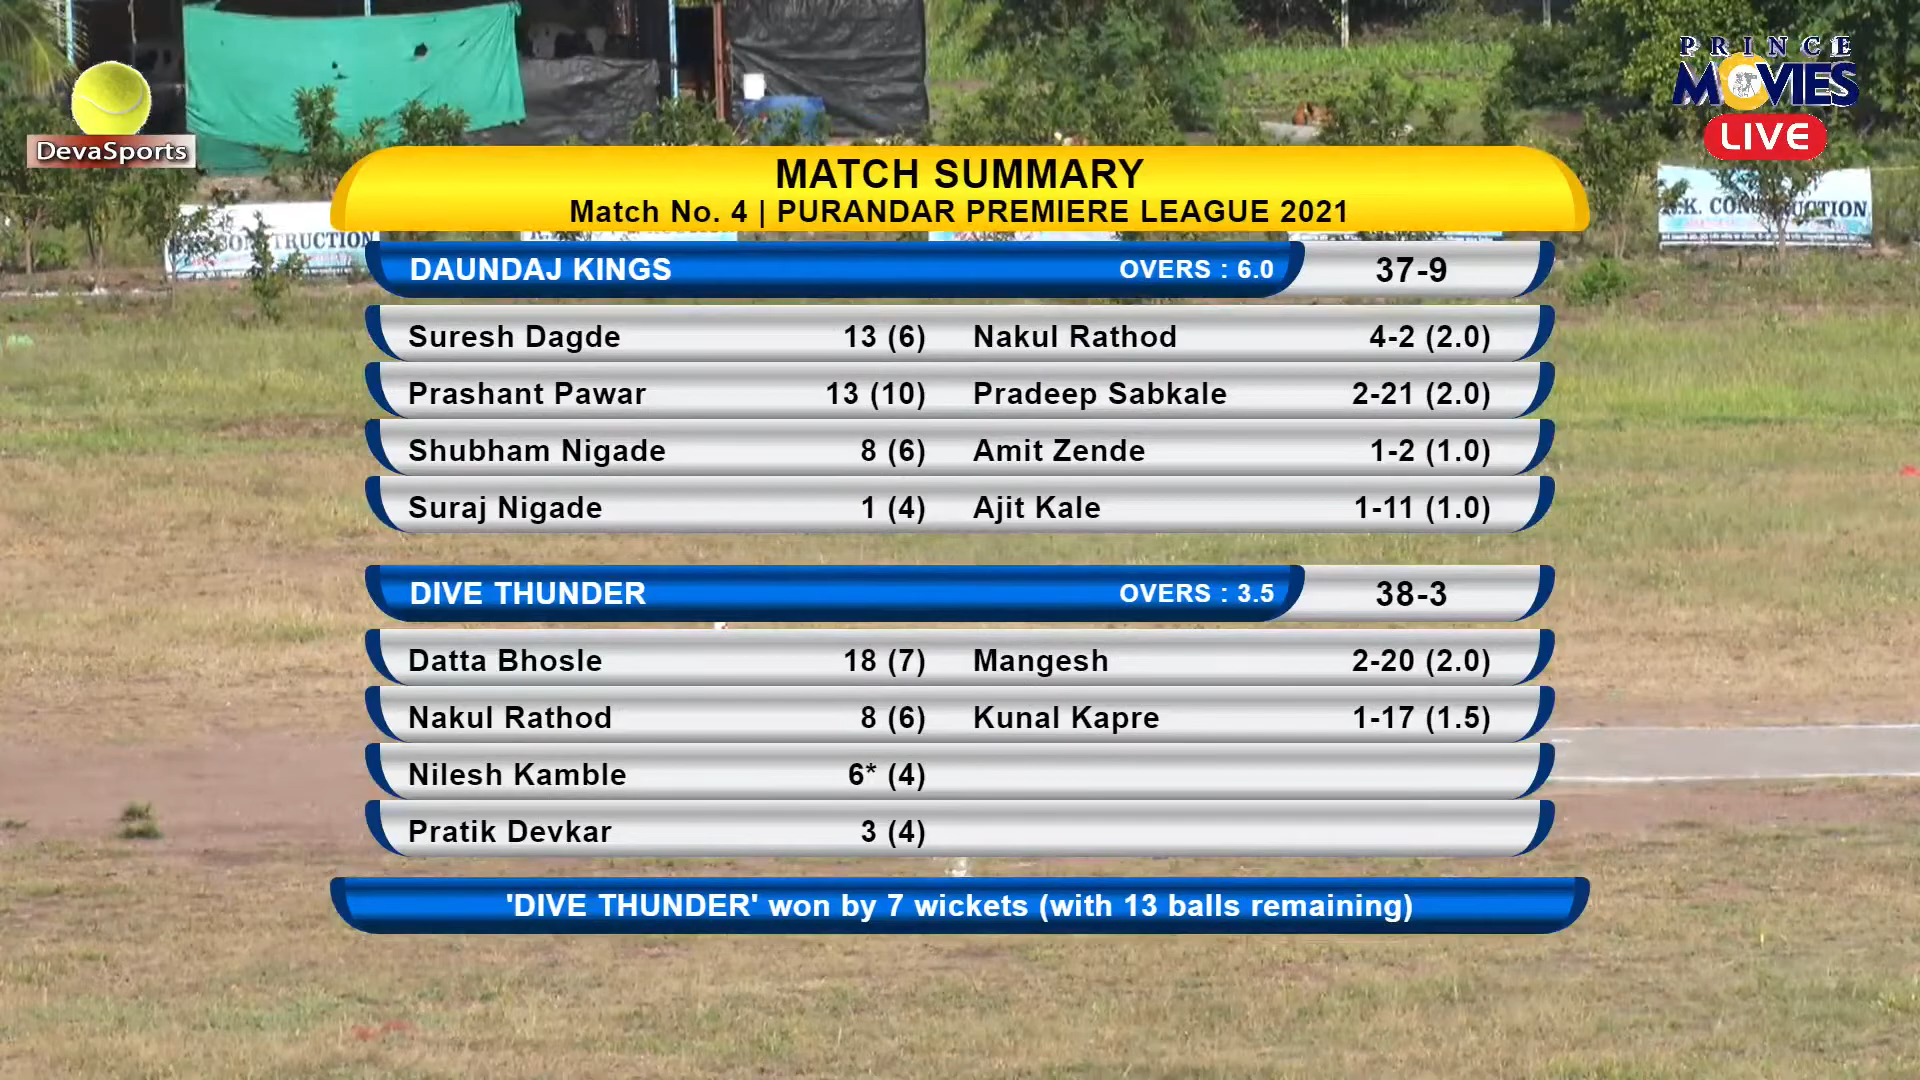 PRINCE
MOVIES
LIVE
DevaSports
MATCH SUMMARY
Match No. 4 | PURANDAR PREMIERE LEAGUE 2021
CONSTRUCTION
K. CONSTRUCTION
DAUNDAJ KINGS OVERS : 6.0 37-9
Suresh Dagde 13 (6) Nakul Rathod 4-2 (2.0)
Prashant Pawar 13 (10) Pradeep Sabkale 2-21 (2.0)
Shubham Nigade 8 (6) Amit Zende 1-2 (1.0)
Suraj Nigade 1 (4) Ajit Kale 1-11 (1.0)
DIVE THUNDER OVERS : 3.5 38-3
Datta Bhosle 18 (7) Mangesh 2-20 (2.0)
Nakul Rathod 8 (6) Kunal Kapre 1-17 (1.5)
Nilesh Kamble 6* (4)
Pratik Devkar 3 (4)
'DIVE THUNDER' won by 7 wickets (with 13 balls remaining)